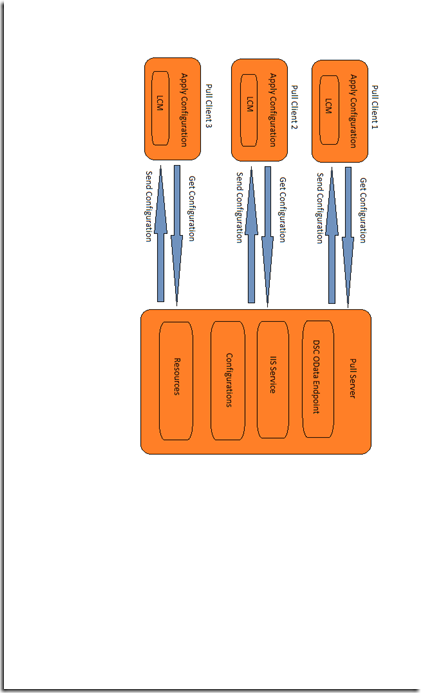 Pull Client 1
Apply Configuration
LCM
Get Configuration
Send Configuration
Pull Client 2
Apply Configuration
LCM
Get Configuration
Send Configuration
Pull Client 3
Apply Configuration
LCM
Get Configuration
Send Configuration
Pull Server
DSC OData Endpoint
IIS Service
Configurations
Resources